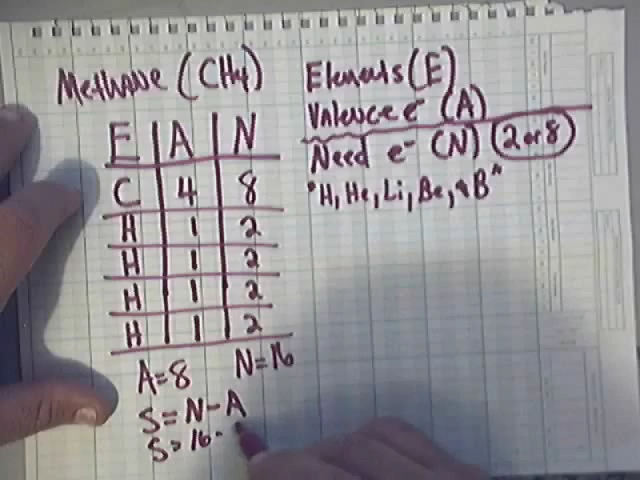 Methane (CH4)
E A N
C 4 8
H 1 2
H 1 2
H 1 2
H 1 2
A=8 N=16
S=N-A
S=16-
Elements (E)
Valence e- (A)
Need e- (N) (2 or 8)
"H, He, Li, Be, & B"